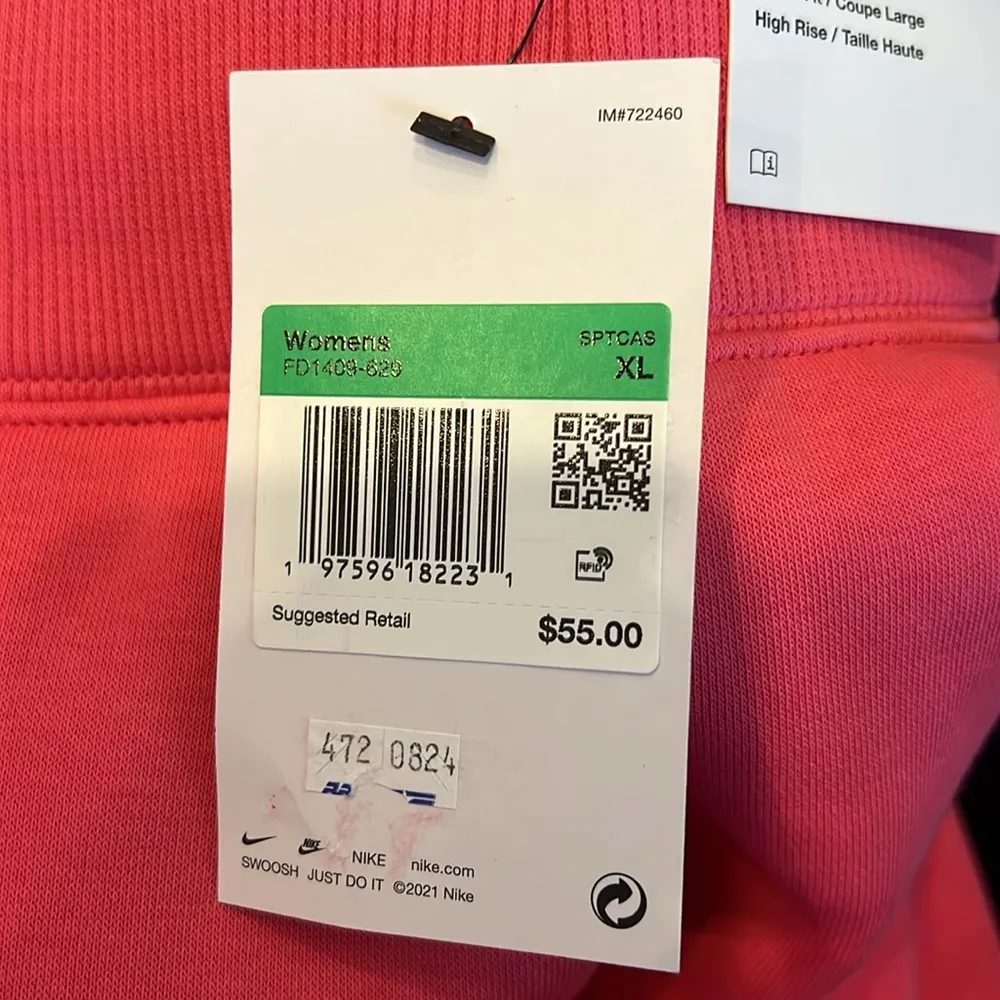 / Coupe Large
High Rise / Taille Haute
IM#722460
Womens
SPTCAS
FD1409-629
XL
1 97596 18223 1
RFID
Suggested Retail
$55.00
472 0824
NIKE
NIKE nike.com
SWOOSH JUST DO IT ©2021 Nike